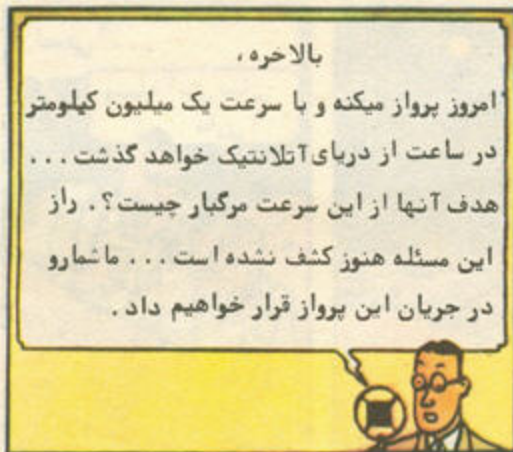 بالاخره ،
امروز پرواز میکنه و با سرعت یک میلیون کیلومتر
در ساعت از دریای آتلانتیک خواهد گذشت ...
هدف آنها از این سرعت مرگبار چیست؟. راز
این مسئله هنوز کشف نشده است ... ما شمارو
در جریان این پرواز قرار خواهیم داد .